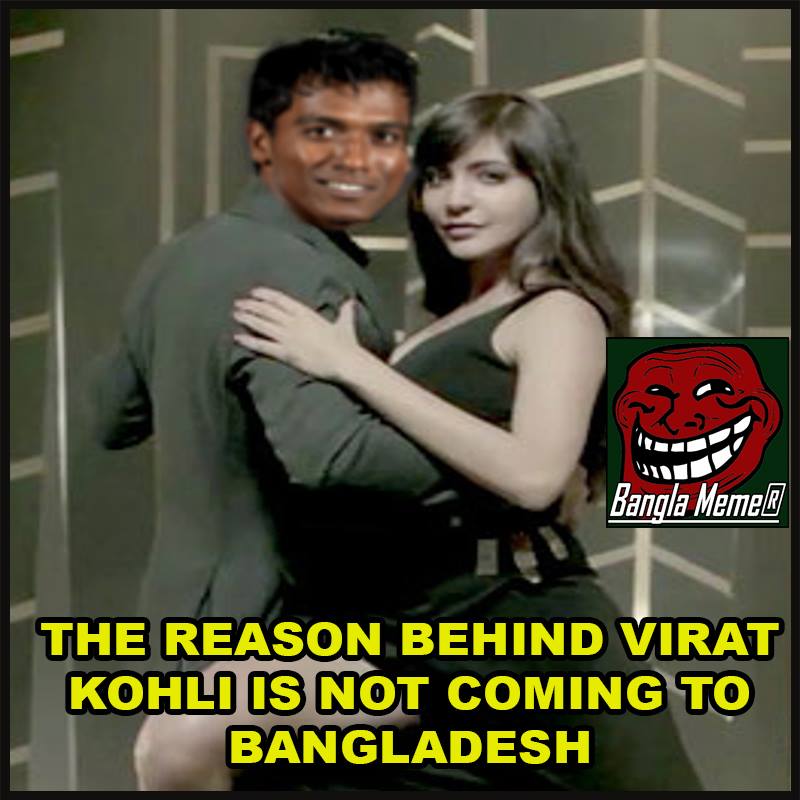 Bangla Meme®
THE REASON BEHIND VIRAT
KOHLI IS NOT COMING TO
BANGLADESH